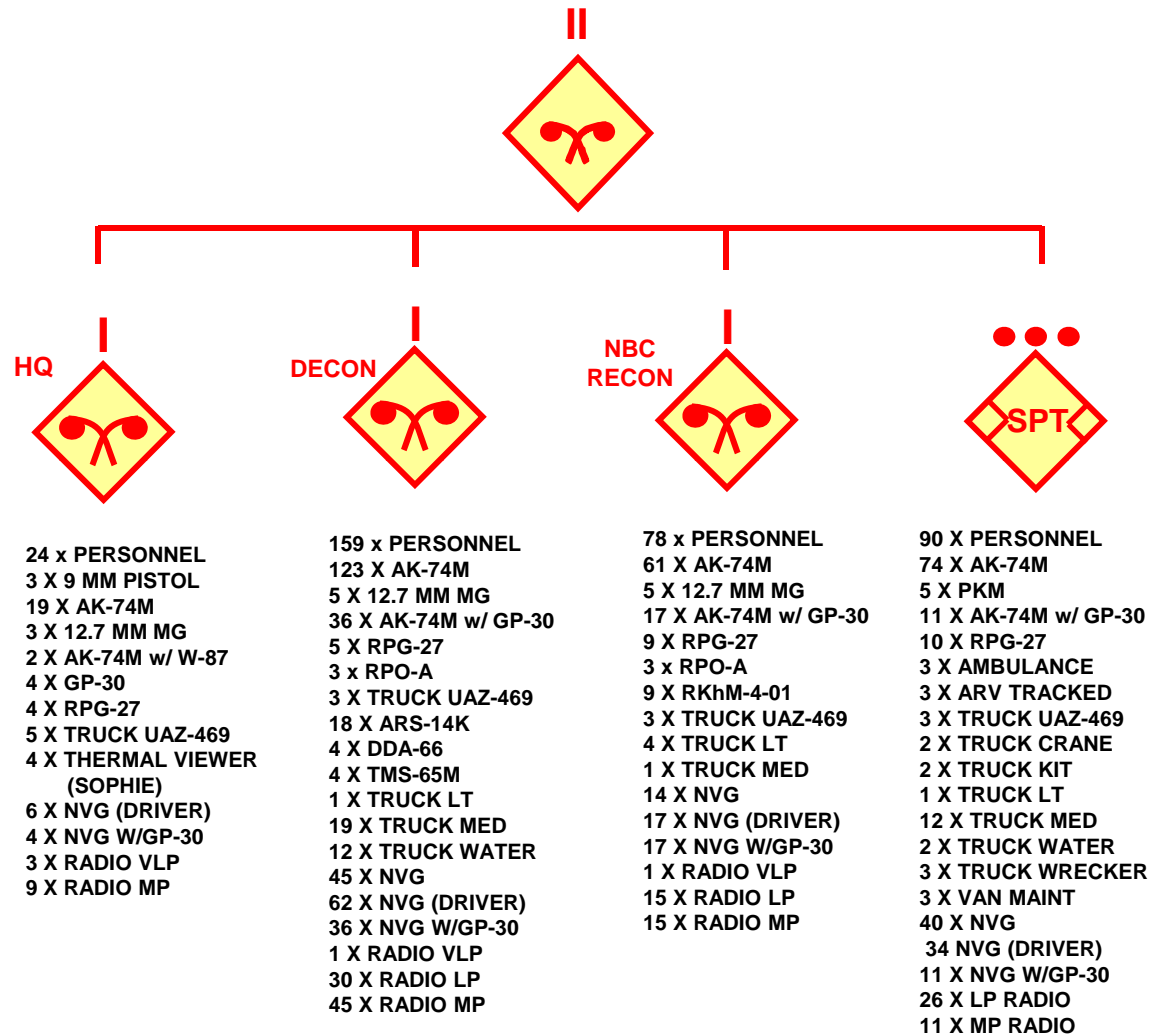 II
I
HQ
I
DECON
I
NBC
RECON
SPT
24 x PERSONNEL
3 X 9 MM PISTOL
19 X AK-74M
3 X 12.7 MM MG
2 X AK-74M w/ W-87
4 X GP-30
4 X RPG-27
5 X TRUCK UAZ-469
4 X THERMAL VIEWER
(SOPHIE)
6 X NVG (DRIVER)
4 X NVG W/GP-30
3 X RADIO VLP
9 X RADIO MP
159 x PERSONNEL
123 X AK-74M
5 X 12.7 MM MG
36 X AK-74M w/ GP-30
5 X RPG-27
3 x RPO-A
3 X TRUCK UAZ-469
18 X ARS-14K
4 X DDA-66
4 X TMS-65M
1 X TRUCK LT
19 X TRUCK MED
12 X TRUCK WATER
45 X NVG
62 X NVG (DRIVER)
36 X NVG W/GP-30
1 X RADIO VLP
30 X RADIO LP
45 X RADIO MP
78 x PERSONNEL
61 X AK-74M
5 X 12.7 MM MG
17 X AK-74M w/ GP-30
9 X RPG-27
3 x RPO-A
9 X RKhM-4-01
3 X TRUCK UAZ-469
4 X TRUCK LT
1 X TRUCK MED
14 X NVG
17 X NVG (DRIVER)
17 X NVG W/GP-30
1 X RADIO VLP
15 X RADIO LP
15 X RADIO MP
90 X PERSONNEL
74 X AK-74M
5 X PKM
11 X AK-74M w/ GP-30
10 X RPG-27
3 X AMBULANCE
3 X ARV TRACKED
3 X TRUCK UAZ-469
2 X TRUCK CRANE
2 X TRUCK KIT
1 X TRUCK LT
12 X TRUCK MED
2 X TRUCK WATER
3 X TRUCK WRECKER
3 X VAN MAINT
40 X NVG
34 NVG (DRIVER)
11 X NVG W/GP-30
26 X LP RADIO
11 X MP RADIO